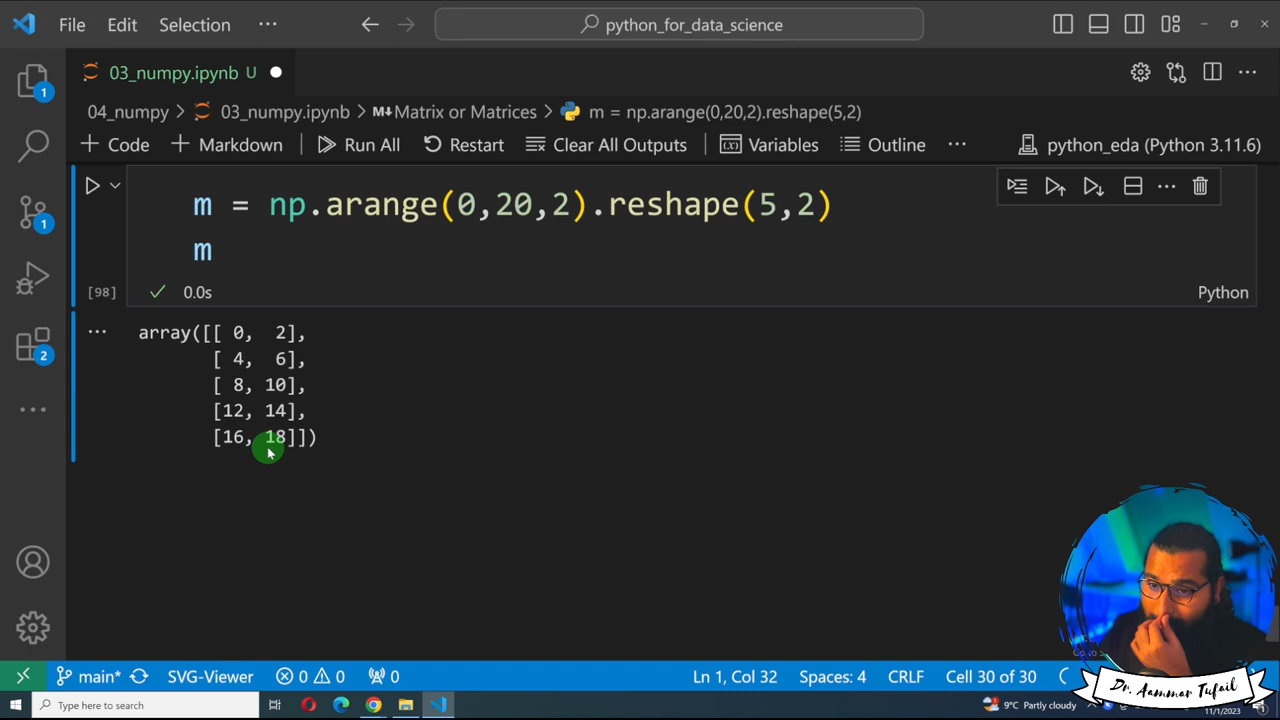 File Edit Selection ··· python_for_data_science
03_numpy.ipynb U
04_numpy > 03_numpy.ipynb > M↓Matrix or Matrices > m = np.arange(0,20,2).reshape(5,2)
+ Code + Markdown Run All Restart Clear All Outputs Variables Outline ··· python_eda (Python 3.11.6)
m = np.arange(0,20,2).reshape(5,2)
m
[98] ✓ 0.0s Python
array([[ 0, 2],
[ 4, 6],
[ 8, 10],
[12, 14],
[16, 18]])
1
1
2
main* SVG-Viewer 0 0 0 Ln 1, Col 32 Spaces: 4 CRLF Cell 30 of 30
Dr. Aammar Tufail
Type here to search 9°C Partly cloudy
11/1/2023